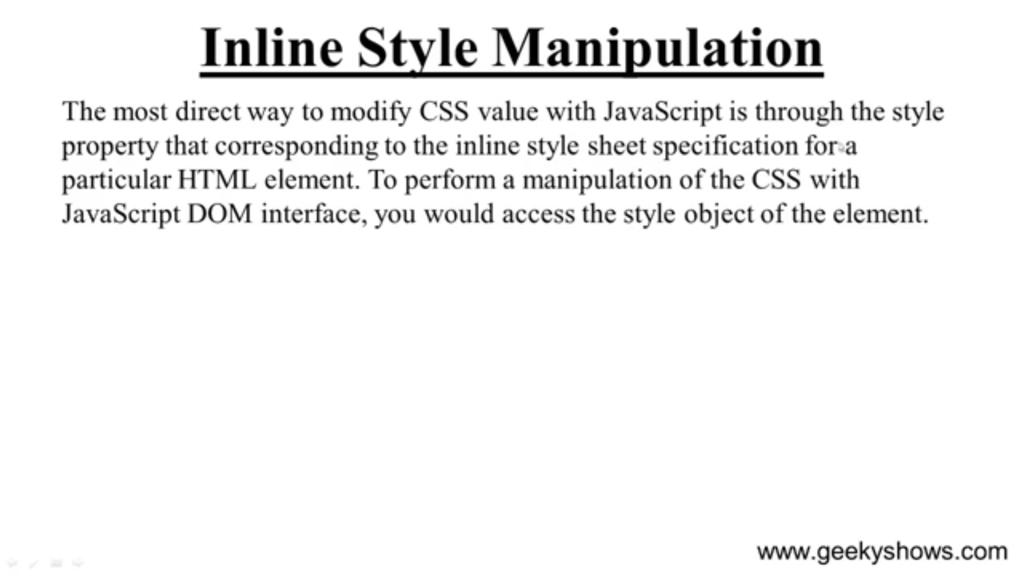 Inline Style Manipulation
The most direct way to modify CSS value with JavaScript is through the style
property that corresponding to the inline style sheet specification for a
particular HTML element. To perform a manipulation of the CSS with
JavaScript DOM interface, you would access the style object of the element.
www.geekyshows.com